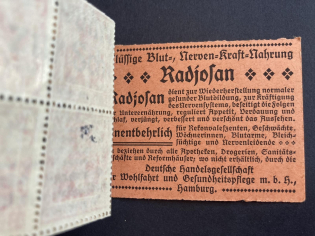 flüssige Blut-, Nerven-Kraft-Nahrung
Radjosan
Radjosan dient zur Wiederherstellung normaler
gesunder Blutbildung, zur Kräftigung
des Nervensystems, beseitigt die Folgen
der Unterernährung, reguliert Appetit, Verdauung und
Schlaf, verjüngt, verbessert und verschönt das Aussehen.
Unentbehrlich für Rekonvaleszenten, Geschwächte,
Wöchnerinnen, Blutarme, Bleich-
süchtige und Nervenleidende
beziehen durch alle Apotheken, Drogerien, Sanitäts-
geschäfte und Reformhäuser; wo nicht erhältlich, durch die
Deutsche Handelsgesellschaft
für Wohlfahrt und Gesundheitspflege m. b. H.,
Hamburg.